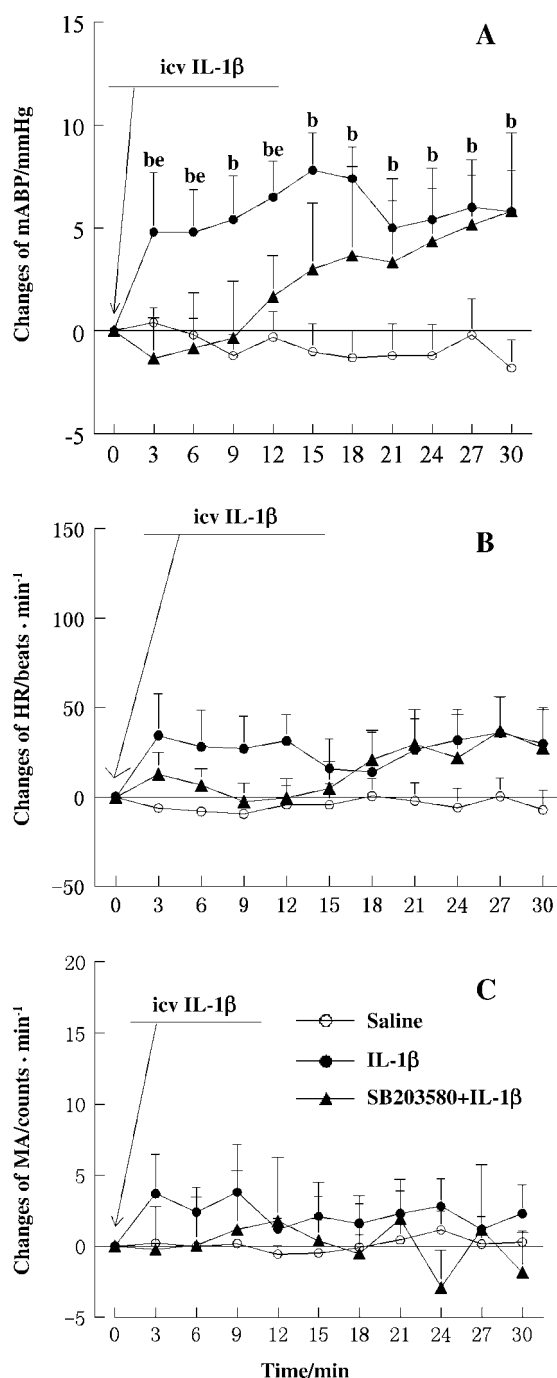 15
A
icv IL-1β
10
be be b be b b b b b b
5
0
-5
Changes of mABP/mmHg
0 3 6 9 12 15 18 21 24 27 30
icv IL-1β
150
B
100
50
0
-50
Changes of HR/beats · min⁻¹
0 3 6 9 12 15 18 21 24 27 30
20
C
icv IL-1β
15
Saline
10
IL-1β
SB203580+IL-1β
5
0
-5
Changes of MA/counts · min⁻¹
0 3 6 9 12 15 18 21 24 27 30
Time/min